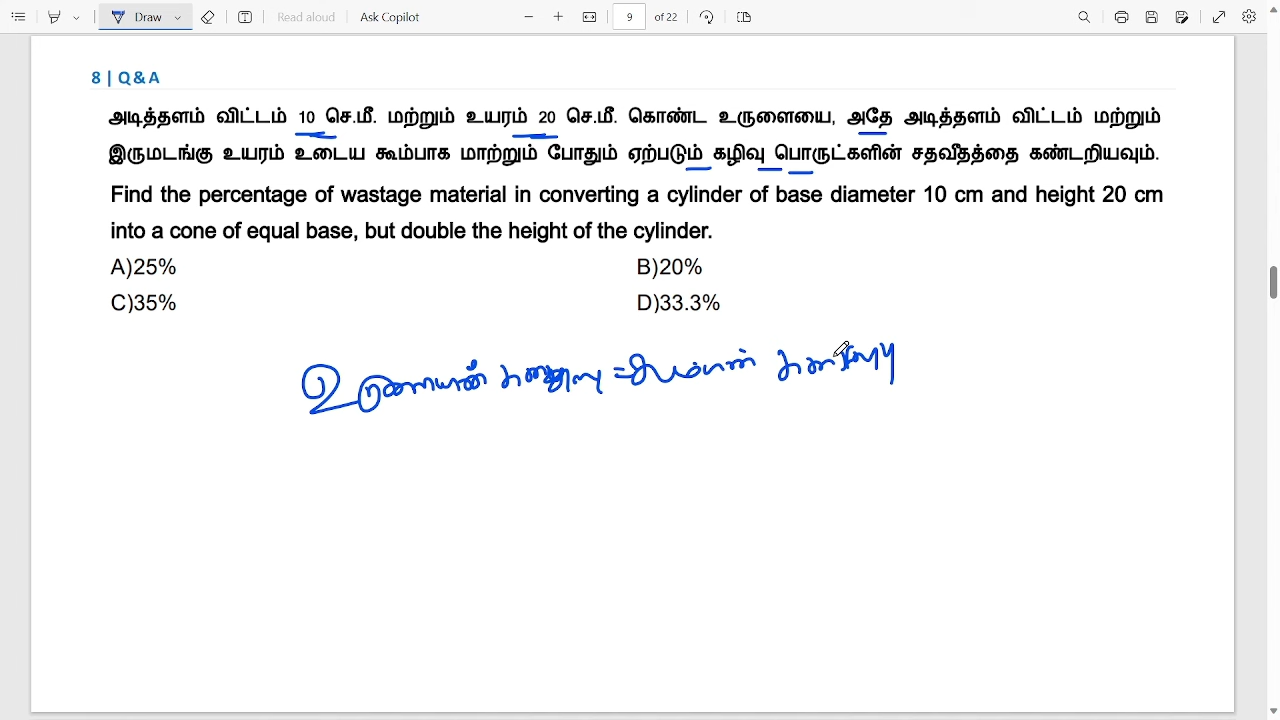 Draw
Read aloud
Ask Copilot
9
of 22
8 | Q&A
அடித்தளம் விட்டம் 10 செ.மீ. மற்றும் உயரம் 20 செ.மீ. கொண்ட உருளையை, அதே அடித்தளம் விட்டம் மற்றும்
இருமடங்கு உயரம் உடைய கூம்பாக மாற்றும் போதும் ஏற்படும் கழிவு பொருட்களின் சதவீதத்தை கண்டறியவும்.
Find the percentage of wastage material in converting a cylinder of base diameter 10 cm and height 20 cm
into a cone of equal base, but double the height of the cylinder.
A)25%
B)20%
C)35%
D)33.3%